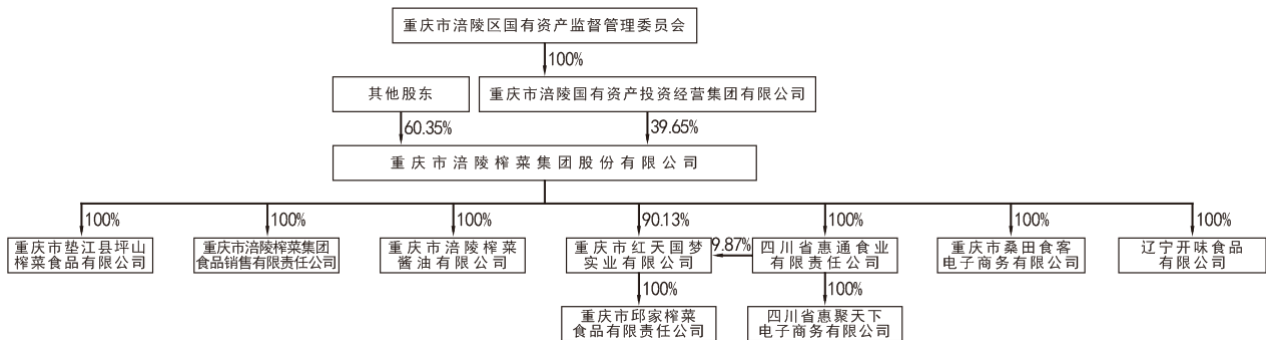 重庆市涪陵区国有资产监督管理委员会
100%
其他股东
重庆市涪陵国有资产投资经营集团有限公司
60.35%
39.65%
重庆市涪陵榨菜集团股份有限公司
100%
100%
100%
90.13%
100%
100%
100%
重庆市垫江县坪山
榨菜食品有限公司
重庆市涪陵榨菜集团
食品销售有限责任公司
重庆市涪陵榨菜
酱油有限公司
重庆市红天国梦
实业有限公司
9.87%
四川省惠通食业
有限责任公司
重庆市桑田食客
电子商务有限公司
辽宁开味食品
有限公司
100%
100%
重庆市邱家榨菜
食品有限责任公司
四川省惠聚天下
电子商务有限公司